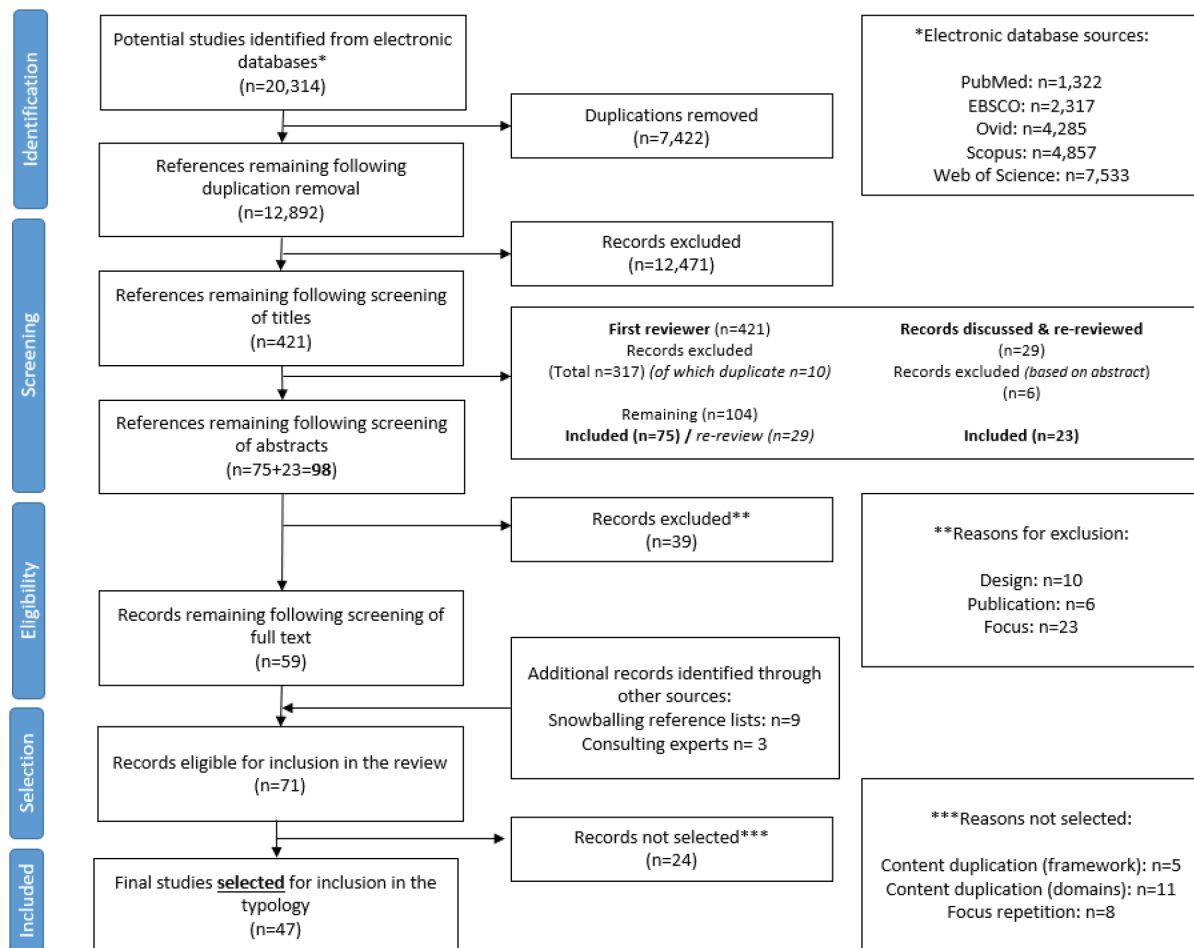 Identification
Potential studies identified from electronic
databases*
(n=20,314)
*Electronic database sources:
PubMed: n=1,322
EBSCO: n=2,317
Ovid: n=4,285
Scopus: n=4,857
Web of Science: n=7,533
Duplications removed
(n=7,422)
References remaining following
duplication removal
(n=12,892)
Screening
Records excluded
(n=12,471)
References remaining following screening
of titles
(n=421)
First reviewer (n=421)
Records excluded
(Total n=317) (of which duplicate n=10)
Remaining (n=104)
Included (n=75) / re-review (n=29)
Records discussed & re-reviewed
(n=29)
Records excluded (based on abstract)
(n=6)
Included (n=23)
References remaining following screening
of abstracts
(n=75+23=98)
Eligibility
Records excluded**
(n=39)
**Reasons for exclusion:
Design: n=10
Publication: n=6
Focus: n=23
Records remaining following screening of
full text
(n=59)
Selection
Additional records identified through
other sources:
Snowballing reference lists: n=9
Consulting experts n= 3
Records eligible for inclusion in the review
(n=71)
Records not selected***
(n=24)
***Reasons not selected:
Content duplication (framework): n=5
Content duplication (domains): n=11
Focus repetition: n=8
Included
Final studies selected for inclusion in the
typology
(n=47)